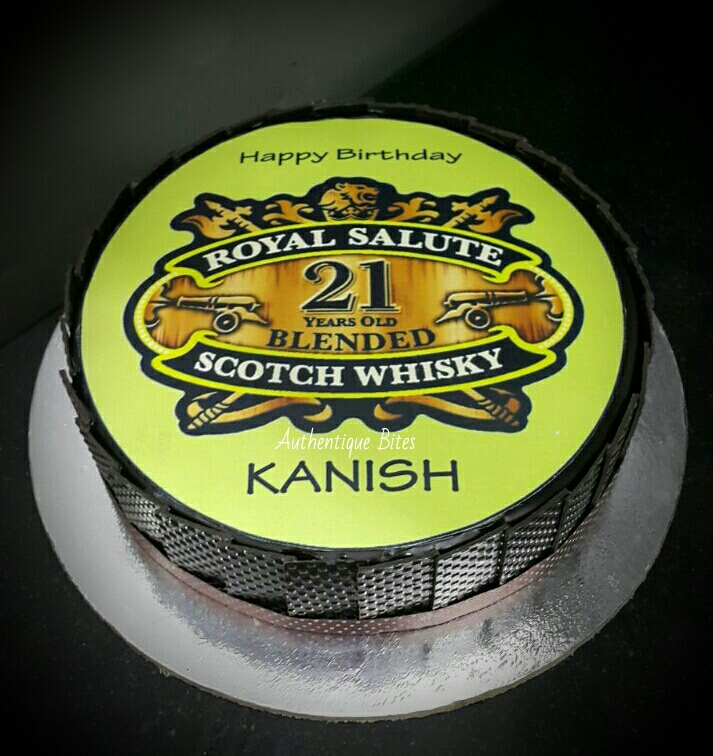 Happy Birthday
ROYAL SALUTE
21
YEARS OLD
BLENDED
SCOTCH WHISKY
Authentique Bites
KANISH